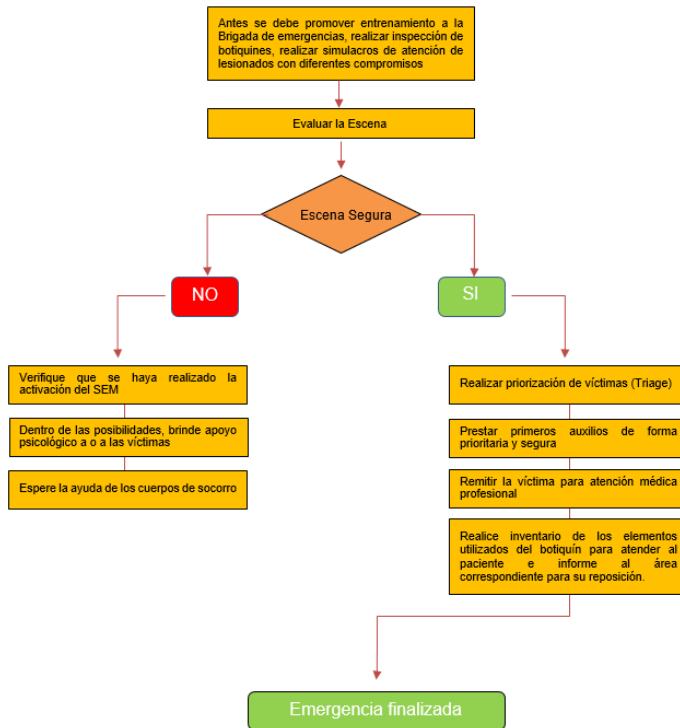 Antes se debe promover entrenamiento a la
Brigada de emergencias, realizar inspección de
botiquines, realizar simulacros de atención de
lesionados con diferentes compromisos
Evaluar la Escena
Escena Segura
NO
SI
Verifique que se haya realizado la
activación del SEM
Dentro de las posibilidades, brinde apoyo
psicológico a o a las víctimas
Espere la ayuda de los cuerpos de socorro
Realizar priorización de víctimas (Triage)
Prestar primeros auxilios de forma
prioritaria y segura
Remitir la víctima para atención médica
profesional
Realice inventario de los elementos
utilizados del botiquín para atender al
paciente e informe al área
correspondiente para su reposición.
Emergencia finalizada